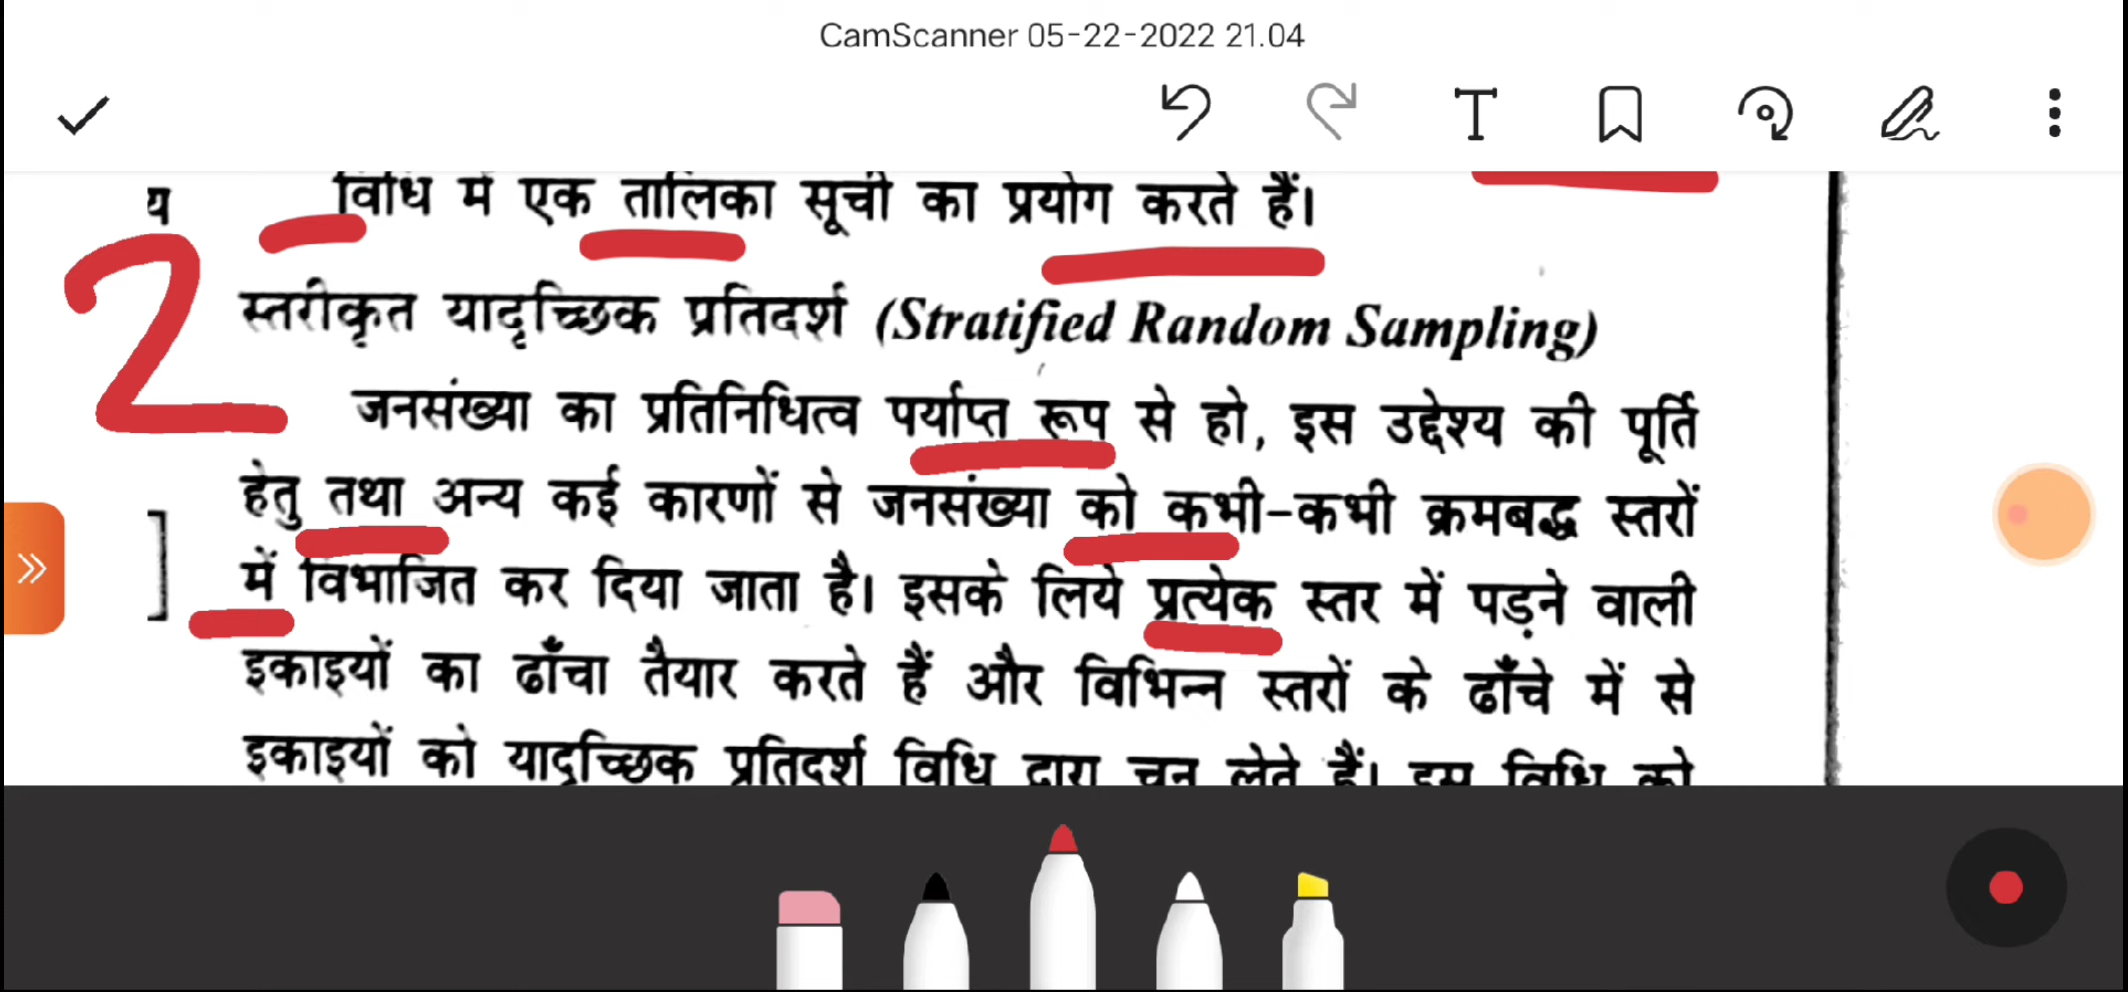 CamScanner 05-22-2022 21.04
T
य विधि में एक तालिका सूची का प्रयोग करते हैं।
2 स्तरीकृत यादृच्छिक प्रतिदर्श (Stratified Random Sampling)
जनसंख्या का प्रतिनिधित्व पर्याप्त रूप से हो, इस उद्देश्य की पूर्ति
हेतु तथा अन्य कई कारणों से जनसंख्या को कभी-कभी क्रमबद्ध स्तरों
] में विभाजित कर दिया जाता है। इसके लिये प्रत्येक स्तर में पड़ने वाली
इकाइयों का ढाँचा तैयार करते हैं और विभिन्न स्तरों के ढाँचे में से
इकाइयों को यादृच्छिक प्रतिदर्श विधि द्वारा चुन लेते हैं। इस विधि को